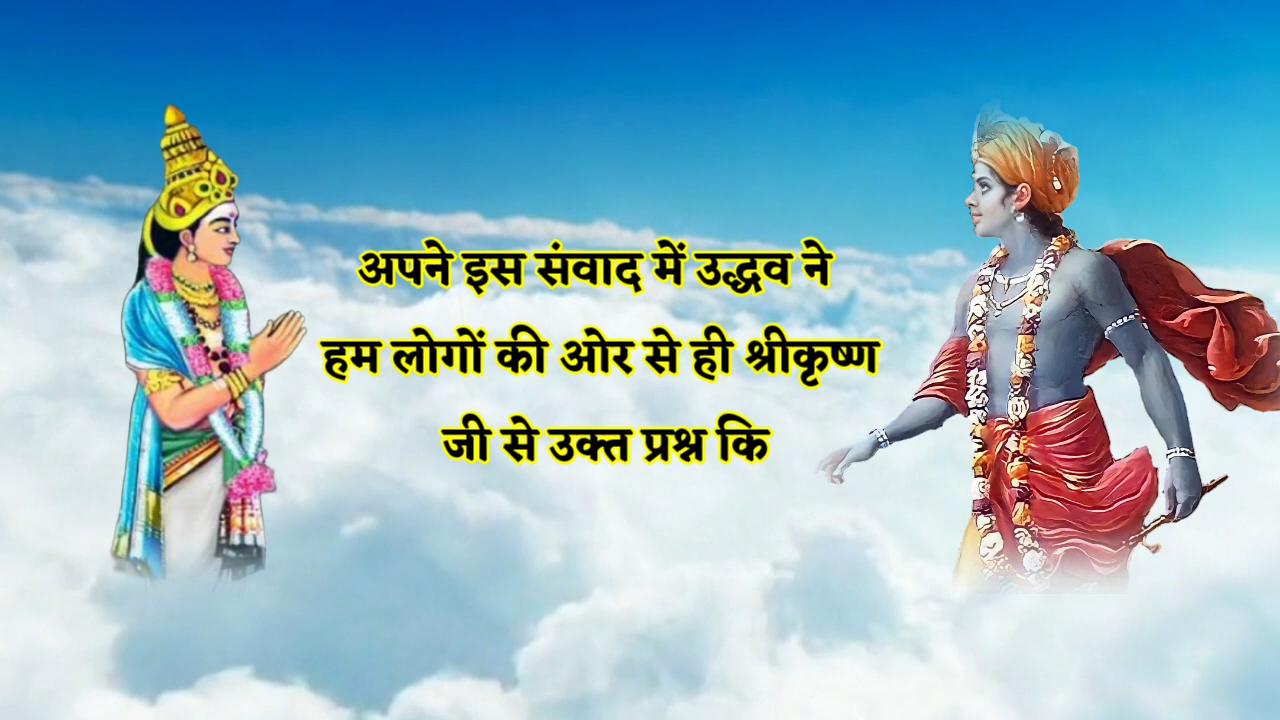 अपने इस संवाद में उद्धव ने
हम लोगों की ओर से ही श्रीकृष्ण
जी से उक्त प्रश्न कि